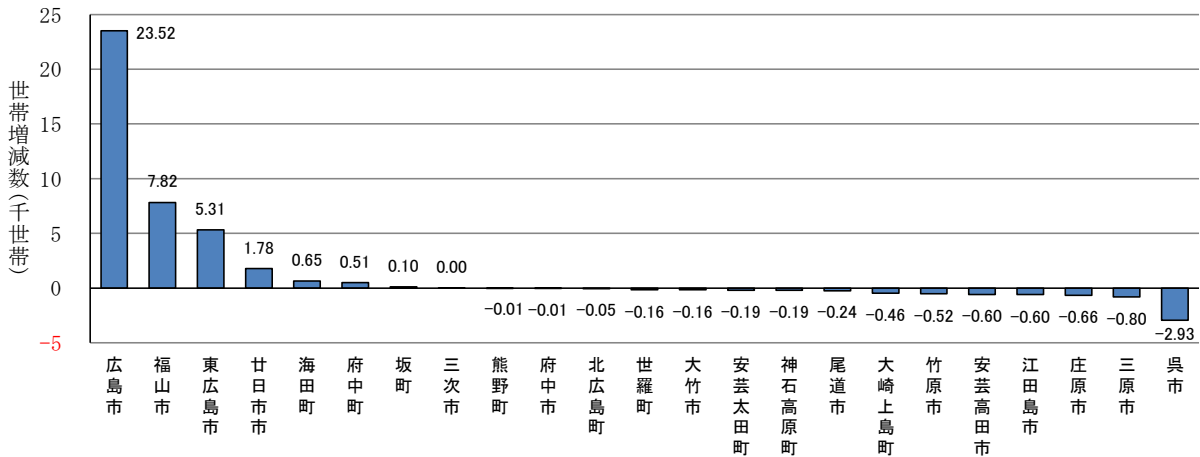 世帯増減数(千世帯)
25
20
15
10
5
0
-5
23.52
7.82
5.31
1.78
0.65
0.51
0.10
0.00
-0.01
-0.01
-0.05
-0.16
-0.16
-0.19
-0.19
-0.24
-0.46
-0.52
-0.60
-0.60
-0.66
-0.80
-2.93
広島市
福山市
東広島市
廿日市市
海田町
府中町
坂町
三次市
熊野町
府中市
北広島町
世羅町
大竹市
安芸太田町
神石高原町
尾道市
大崎上島町
竹原市
安芸高田市
江田島市
庄原市
三原市
呉市